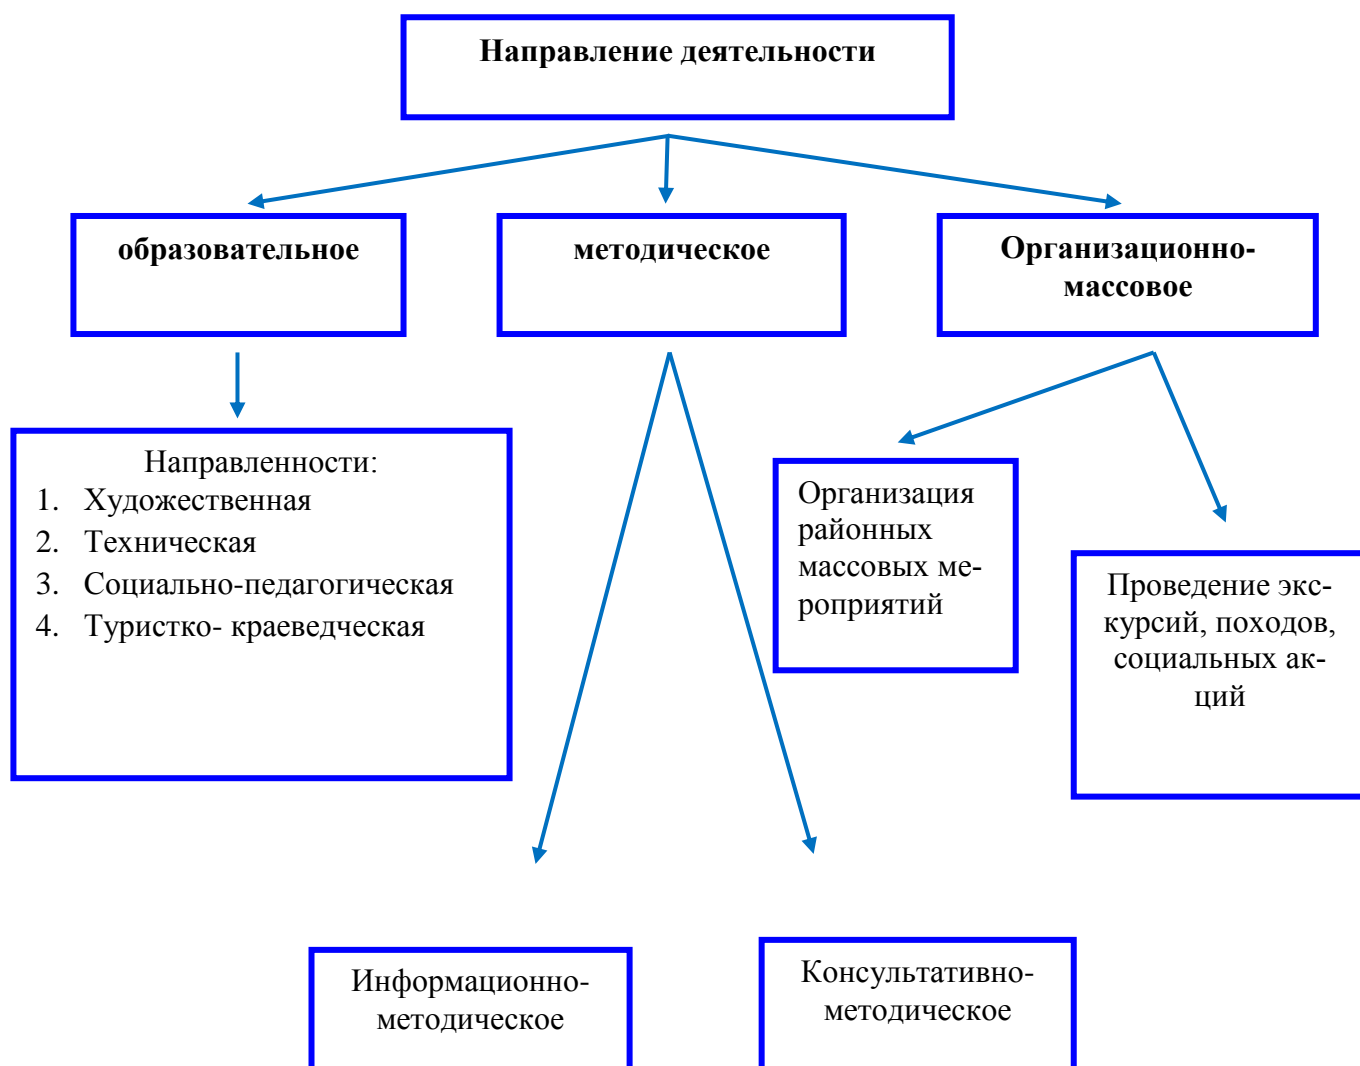 Направление деятельности
образовательное
методическое
Организационно-
массовое
Направленности:
1. Художественная
2. Техническая
3. Социально-педагогическая
4. Туристко- краеведческая
Организация
районных
массовых ме-
роприятий
Проведение экс-
курсий, походов,
социальных ак-
ций
Информационно-
методическое
Консультативно-
методическое